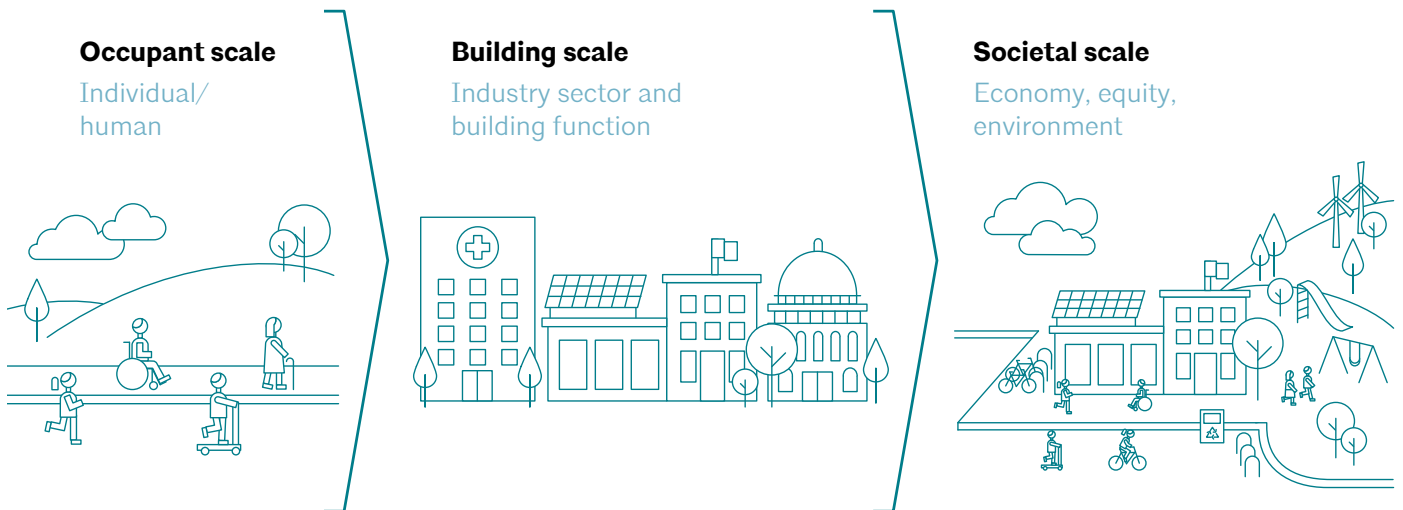 Occupant scale
Individual/
human
Building scale
Industry sector and
building function
Societal scale
Economy, equity,
environment